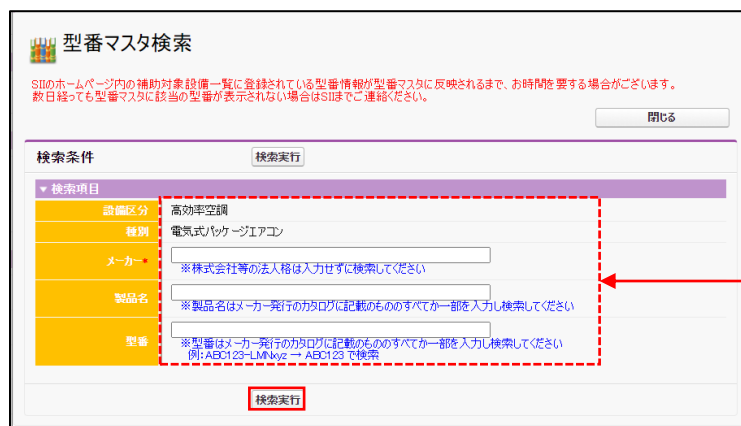 型番マスタ検索
SIIのホームページ内の補助対象設備一覧に登録されている型番情報が型番マスタに反映されるまで、お時間を要する場合がございます。
数日経っても型番マスタに該当の型番が表示されない場合はSIIまでご連絡ください。
閉じる
検索条件 検索実行
▼検索項目
設備区分 高効率空調
種別 電気式パッケージエアコン
メーカー*
※株式会社等の法人格は入力せずに検索してください
製品名
※製品名はメーカー発行のカタログに記載のもののすべてか一部を入力し検索してください
型番
※型番はメーカー発行のカタログに記載のもののすべてか一部を入力し検索してください
例:ABC123-LMNxyz → ABC123 で検索
検索実行